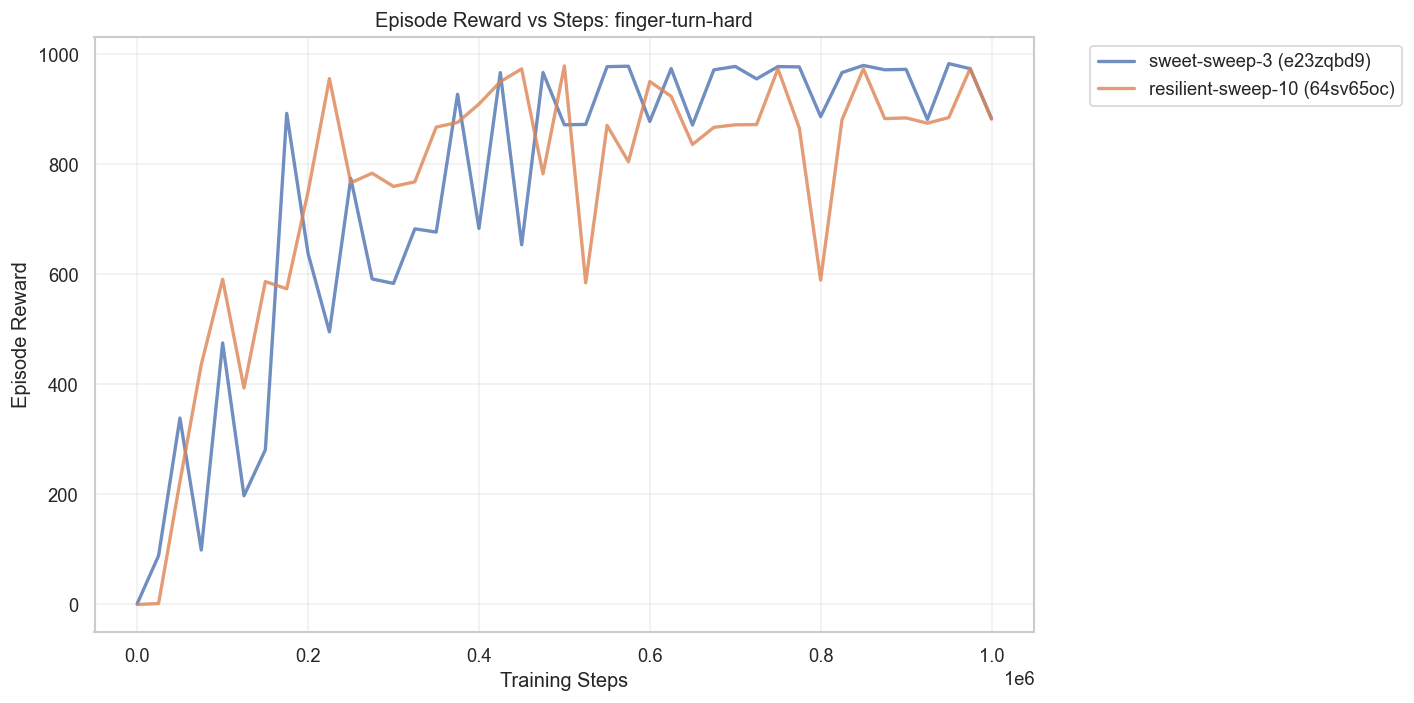 Episode Reward vs Steps: finger-turn-hard
sweet-sweep-3 (e23zqbd9)
resilient-sweep-10 (64sv65oc)
Episode Reward
1000
800
600
400
200
0
0.0 0.2 0.4 0.6 0.8 1.0
1e6
Training Steps